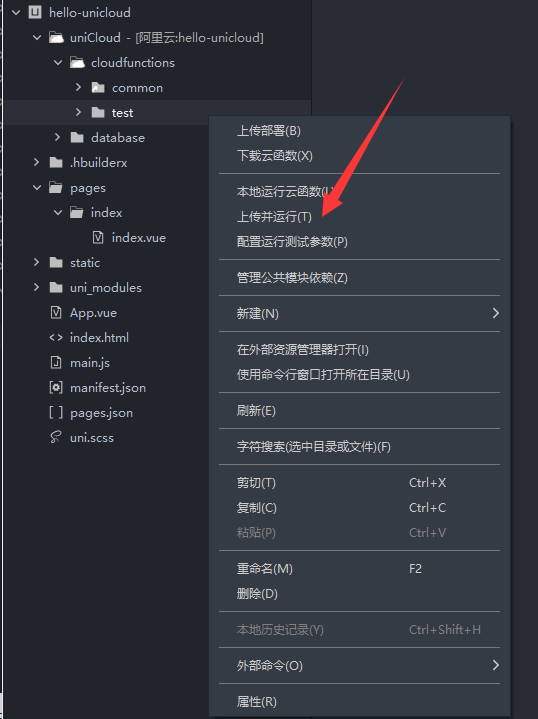 hello-unicloud
uniCloud - [阿里云:hello-unicloud]
cloudfunctions
common
test
database
.hbuilderx
pages
index
index.vue
static
uni_modules
App.vue
index.html
main.js
manifest.json
pages.json
uni.scss
上传部署(B)
下载云函数(X)
本地运行云函数(U
上传并运行(T)
配置运行测试参数(P)
管理公共模块依赖(Z)
新建(N)
在外部资源管理器打开(I)
使用命令行窗口打开所在目录(U)
刷新(E)
字符搜索(选中目录或文件)(F)
剪切(T) Ctrl+X
复制(C) Ctrl+C
粘贴(P) Ctrl+V
重命名(M) F2
删除(D)
本地历史记录(Y) Ctrl+Shift+H
外部命令(O)
属性(R)